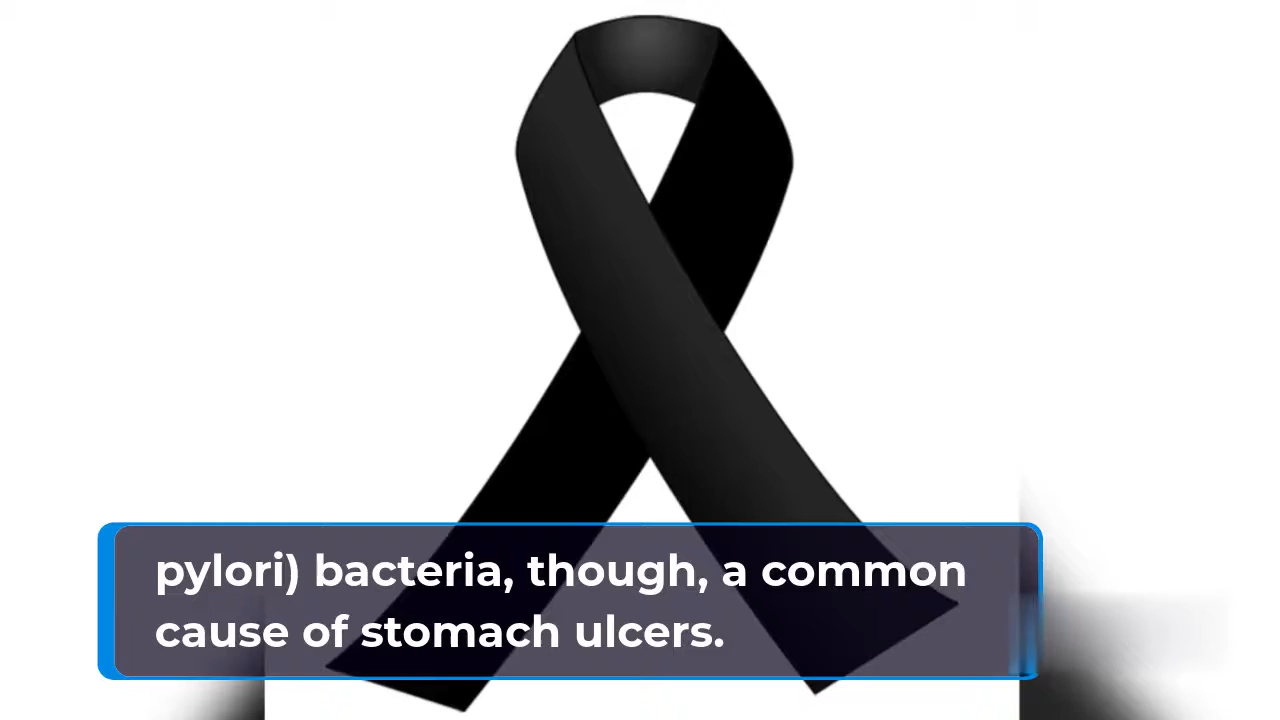 pylori) bacteria, though, a common
cause of stomach ulcers.